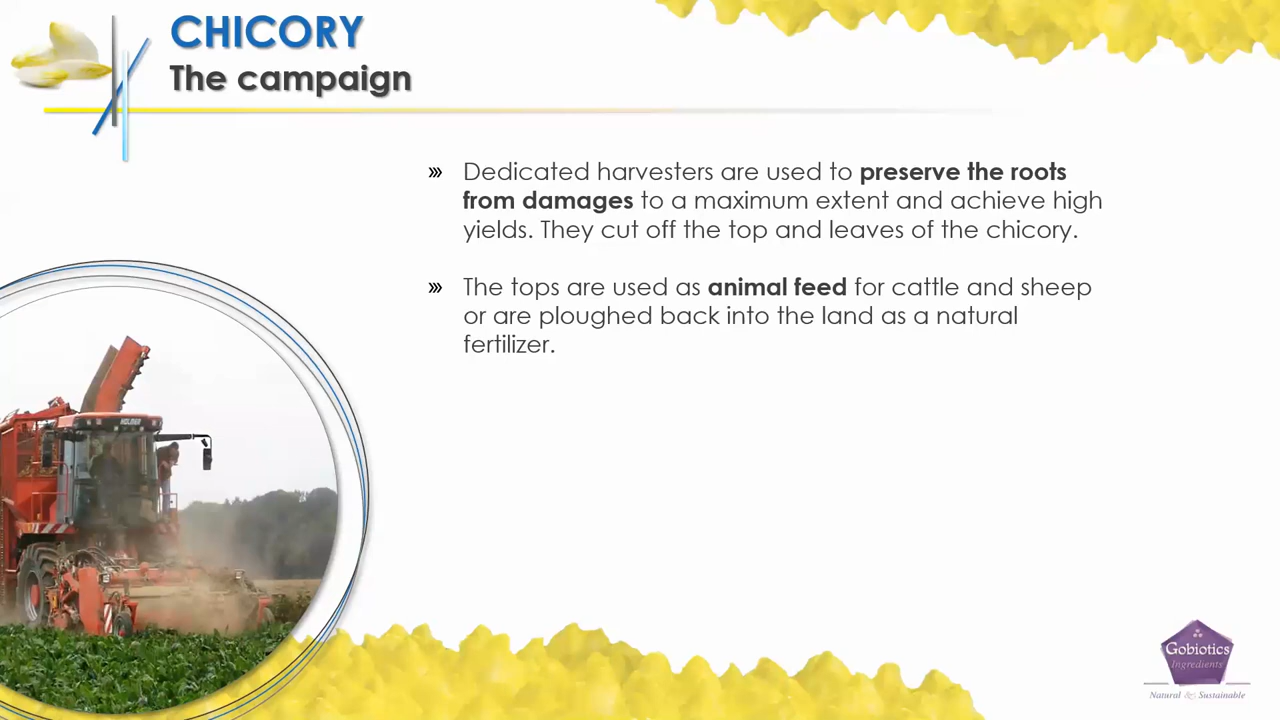 CHICORY
The campaign
»› Dedicated harvesters are used to preserve the roots
from damages to a maximum extent and achieve high
yields. They cut off the top and leaves of the chicory.
»› The tops are used as animal feed for cattle and sheep
or are ploughed back into the land as a natural
fertilizer.
HOLMER
Gobiotics
Ingredients
Natural & Sustainable